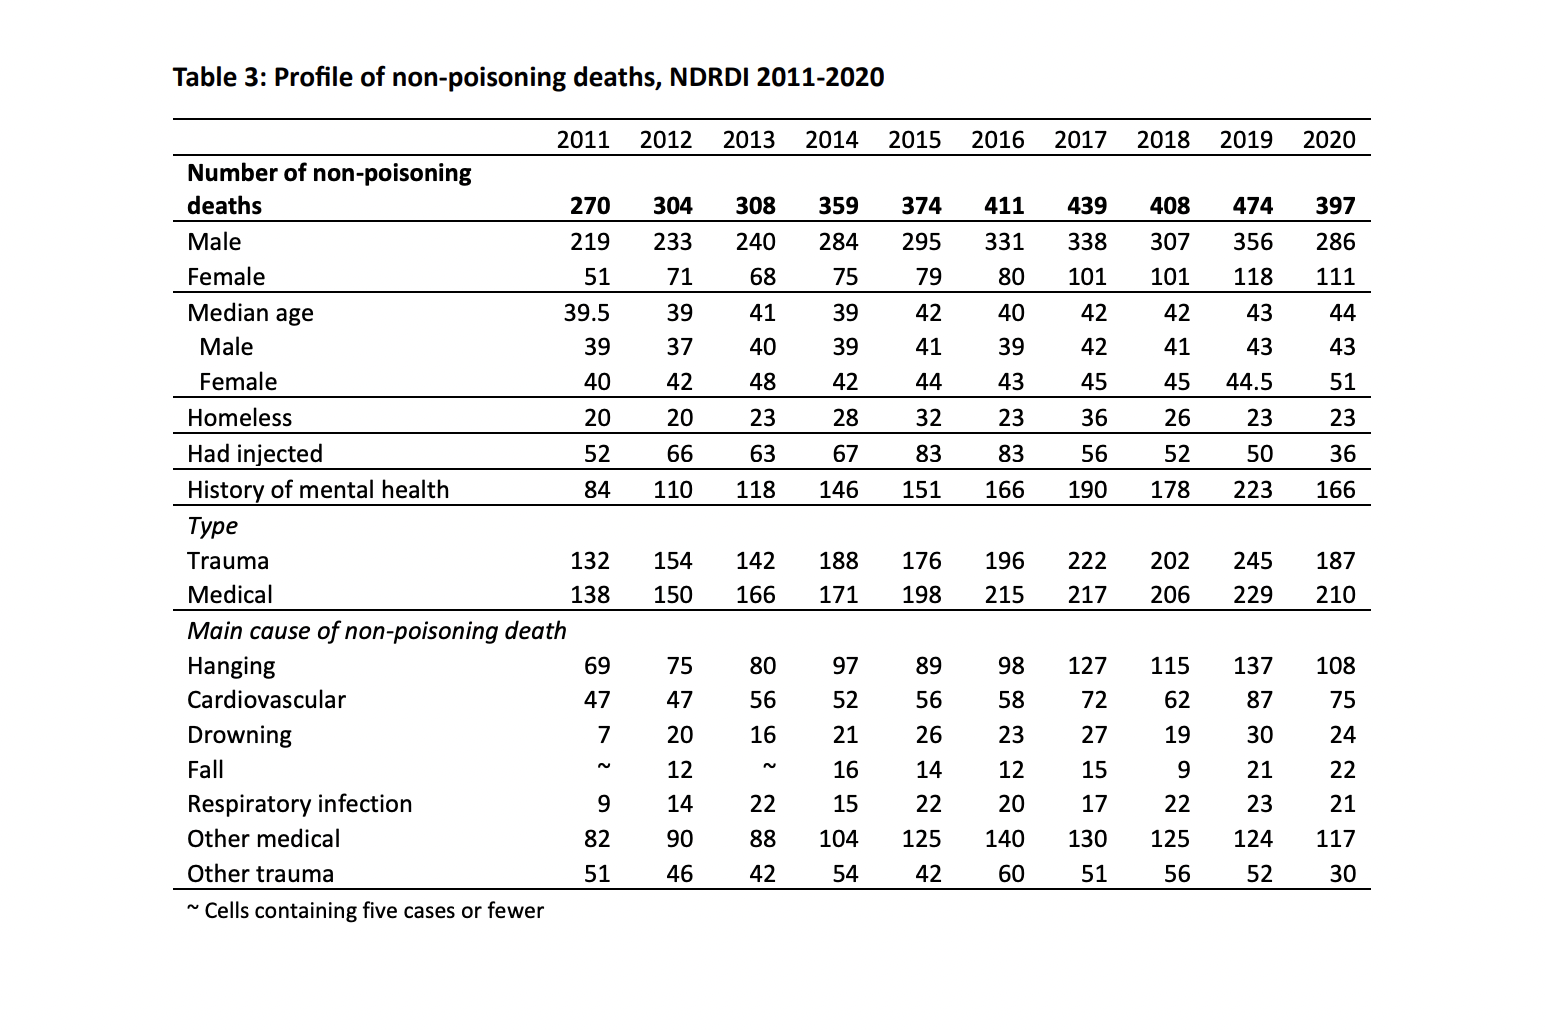 Table 3: Profile of non-poisoning deaths, NDRDI 2011-2020
2011 2012 2013 2014 2015 2016 2017 2018 2019 2020
Number of non-poisoning
deaths 270 304 308 359 374 411 439 408 474 397
Male 219 233 240 284 295 331 338 307 356 286
Female 51 71 68 75 79 80 101 101 118 111
Median age 39.5 39 41 39 42 40 42 42 43 44
Male 39 37 40 39 41 39 42 41 43 43
Female 40 42 48 42 44 43 45 45 44.5 51
Homeless 20 20 23 28 32 23 36 26 23 23
Had injected 52 66 63 67 83 83 56 52 50 36
History of mental health 84 110 118 146 151 166 190 178 223 166
Type
Trauma 132 154 142 188 176 196 222 202 245 187
Medical 138 150 166 171 198 215 217 206 229 210
Main cause of non-poisoning death
Hanging 69 75 80 97 89 98 127 115 137 108
Cardiovascular 47 47 56 52 56 58 72 62 87 75
Drowning 7 20 16 21 26 23 27 19 30 24
Fall ~ 12 ~ 16 14 12 15 9 21 22
Respiratory infection 9 14 22 15 22 20 17 22 23 21
Other medical 82 90 88 104 125 140 130 125 124 117
Other trauma 51 46 42 54 42 60 51 56 52 30
~ Cells containing five cases or fewer